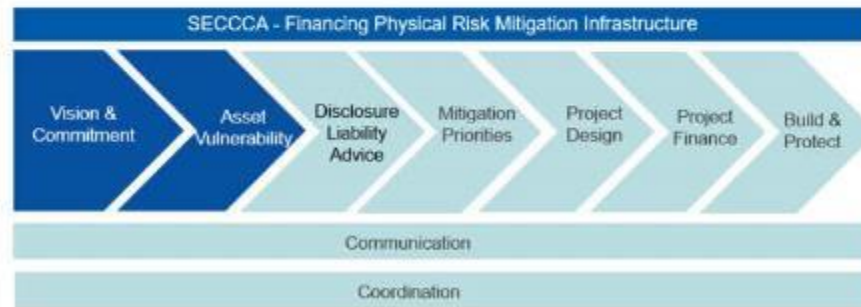 SECCCA - Financing Physical Risk Mitigation Infrastructure
Vision &
Commitment
Asset
Vulnerability
Disclosure
Liability
Advice
Mitigation
Priorities
Project
Design
Project
Finance
Build &
Protect
Communication
Coordination